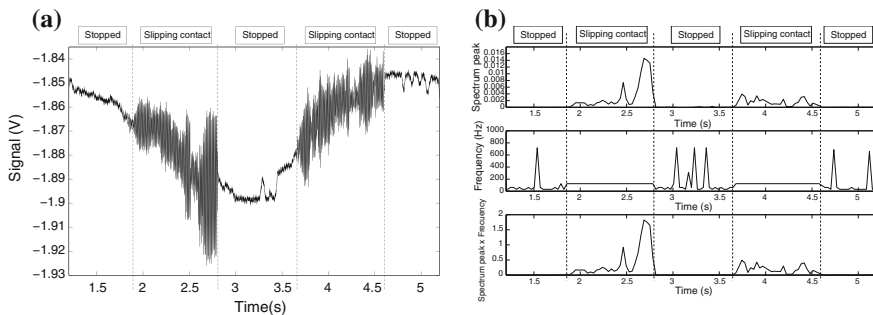 (a)
Stopped
Slipping contact
Stopped
Slipping contact
Stopped
−1.84
−1.85
−1.86
−1.87
−1.88
−1.89
−1.9
−1.91
−1.92
−1.93
Signal (V)
1.5 2 2.5 3 3.5 4 4.5 5
Time(s)
(b)
Stopped
Slipping contact
Stopped
Slipping contact
Stopped
Spectrum peak
0.016
0.014
0.012
0.01
0.008
0.006
0.004
0.002
0
1.5 2 2.5 3 3.5 4 4.5 5
Time (s)
Frequency (Hz)
1000
800
600
400
200
0
1.5 2 2.5 3 3.5 4 4.5 5
Time (s)
Spectrum peak x Frecuency
2
1.5
1
0.5
0
1.5 2 2.5 3 3.5 4 4.5 5
Time (s)